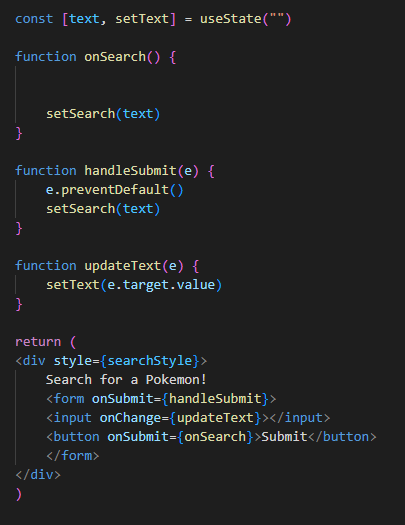 const [text, setText] = useState("")
function onSearch() {
setSearch(text)
}
function handleSubmit(e) {
e.preventDefault()
setSearch(text)
}
function updateText(e) {
setText(e.target.value)
}
return (
<div style={searchStyle}>
Search for a Pokemon!
<form onSubmit={handleSubmit}>
<input onChange={updateText}></input>
<button onSubmit={onSearch}>Submit</button>
</form>
</div>
)